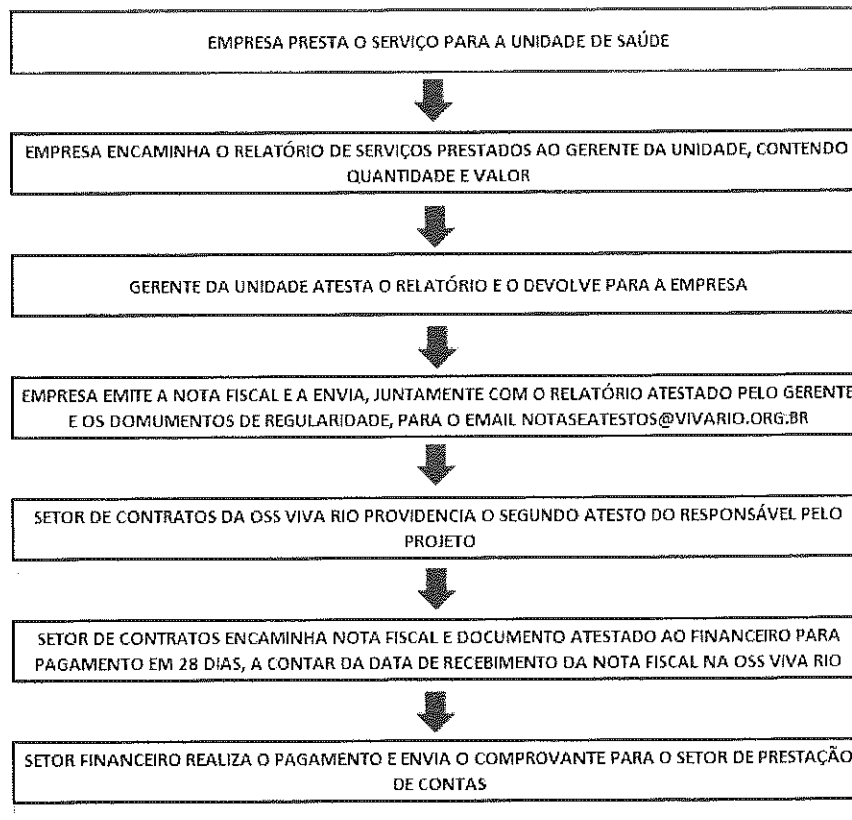 EMPRESA PRESTA O SERVIÇO PARA A UNIDADE DE SAÚDE
EMPRESA ENCAMINHA O RELATÓRIO DE SERVIÇOS PRESTADOS AO GERENTE DA UNIDADE, CONTENDO
QUANTIDADE E VALOR
GERENTE DA UNIDADE ATESTA O RELATÓRIO E O DEVOLVE PARA A EMPRESA
EMPRESA EMITE A NOTA FISCAL E A ENVIA, JUNTAMENTE COM O RELATÓRIO ATESTADO PELO GERENTE
E OS DOMUMENTOS DE REGULARIDADE, PARA O EMAIL NOTASEATESTOS@VIVARIO.ORG.BR
SETOR DE CONTRATOS DA OSS VIVA RIO PROVIDENCIA O SEGUNDO ATESTO DO RESPONSÁVEL PELO
PROJETO
SETOR DE CONTRATOS ENCAMINHA NOTA FISCAL E DOCUMENTO ATESTADO AO FINANCEIRO PARA
PAGAMENTO EM 28 DIAS, A CONTAR DA DATA DE RECEBIMENTO DA NOTA FISCAL NA OSS VIVA RIO
SETOR FINANCEIRO REALIZA O PAGAMENTO E ENVIA O COMPROVANTE PARA O SETOR DE PRESTAÇÃO
DE CONTAS